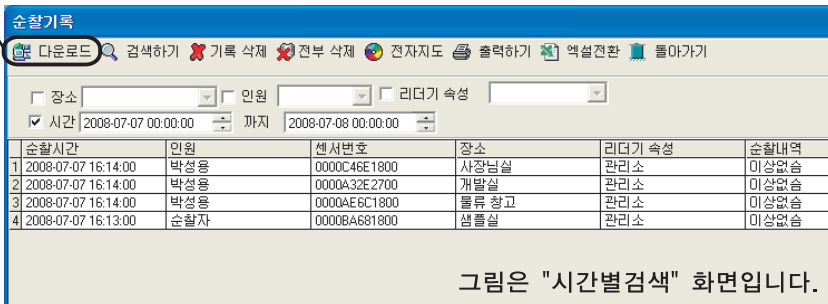 순찰기록
다운로드 검색하기 기록 삭제 전부 삭제 전자지도 출력하기 엑셀전환 돌아가기
장소 인원 리더기 속성
시간 2008-07-07 00:00:00 까지 2008-07-08 00:00:00
순찰시간 인원 센서번호 장소 리더기 속성 순찰내역
1 2008-07-07 16:14:00 박성용 0000C46E1800 사장님실 관리소 이상없음
2 2008-07-07 16:14:00 박성용 0000A32E2700 개발실 관리소 이상없음
3 2008-07-07 16:14:00 박성용 0000AE6C1800 물류 창고 관리소 이상없음
4 2008-07-07 16:13:00 순찰자 0000BA681800 샘플실 관리소 이상없음
그림은 "시간별검색" 화면입니다.